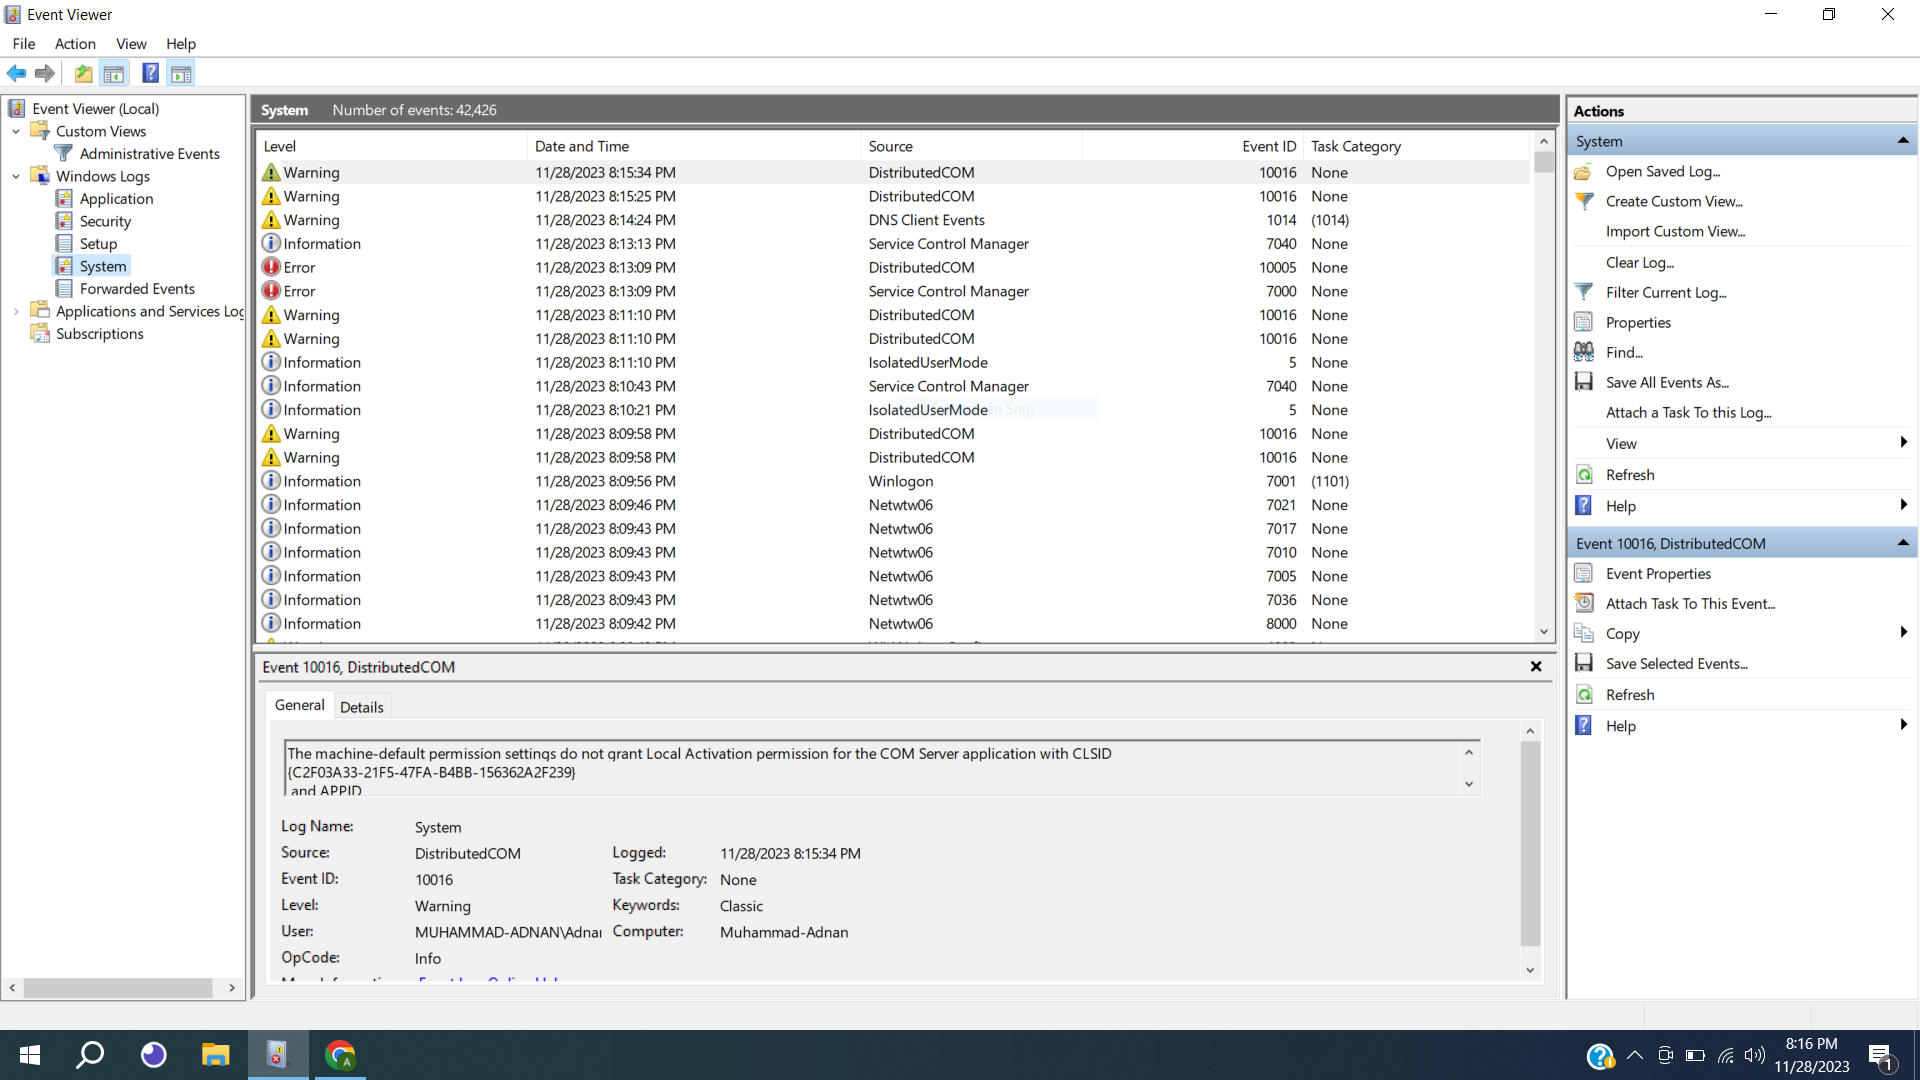 Event Viewer
File Action View Help
Event Viewer (Local)
Custom Views
Administrative Events
Windows Logs
Application
Security
Setup
System
Forwarded Events
Applications and Services Log
Subscriptions
System Number of events: 42,426
Level Date and Time Source Event ID Task Category
Warning 11/28/2023 8:15:34 PM DistributedCOM 10016 None
Warning 11/28/2023 8:15:25 PM DistributedCOM 10016 None
Warning 11/28/2023 8:14:24 PM DNS Client Events 1014 (1014)
Information 11/28/2023 8:13:13 PM Service Control Manager 7040 None
Error 11/28/2023 8:13:09 PM DistributedCOM 10005 None
Error 11/28/2023 8:13:09 PM Service Control Manager 7000 None
Warning 11/28/2023 8:11:10 PM DistributedCOM 10016 None
Warning 11/28/2023 8:11:10 PM DistributedCOM 10016 None
Information 11/28/2023 8:11:10 PM IsolatedUserMode 5 None
Information 11/28/2023 8:10:43 PM Service Control Manager 7040 None
Information 11/28/2023 8:10:21 PM IsolatedUserMode 5 None
Snip
Warning 11/28/2023 8:09:58 PM DistributedCOM 10016 None
Warning 11/28/2023 8:09:58 PM DistributedCOM 10016 None
Information 11/28/2023 8:09:56 PM Winlogon 7001 (1101)
Information 11/28/2023 8:09:46 PM Netwtw06 7021 None
Information 11/28/2023 8:09:43 PM Netwtw06 7017 None
Information 11/28/2023 8:09:43 PM Netwtw06 7010 None
Information 11/28/2023 8:09:43 PM Netwtw06 7005 None
Information 11/28/2023 8:09:43 PM Netwtw06 7036 None
Information 11/28/2023 8:09:42 PM Netwtw06 8000 None
Event 10016, DistributedCOM
General Details
The machine-default permission settings do not grant Local Activation permission for the COM Server application with CLSID
{C2F03A33-21F5-47FA-B4BB-156362A2F239}
and APPID
Log Name: System
Source: DistributedCOM Logged: 11/28/2023 8:15:34 PM
Event ID: 10016 Task Category: None
Level: Warning Keywords: Classic
User: MUHAMMAD-ADNAN\Adnan Computer: Muhammad-Adnan
OpCode: Info
Actions
System
Open Saved Log...
Create Custom View...
Import Custom View...
Clear Log...
Filter Current Log...
Properties
Find...
Save All Events As...
Attach a Task To this Log...
View
Refresh
Help
Event 10016, DistributedCOM
Event Properties
Attach Task To This Event...
Copy
Save Selected Events...
Refresh
Help
8:16 PM
11/28/2023
1